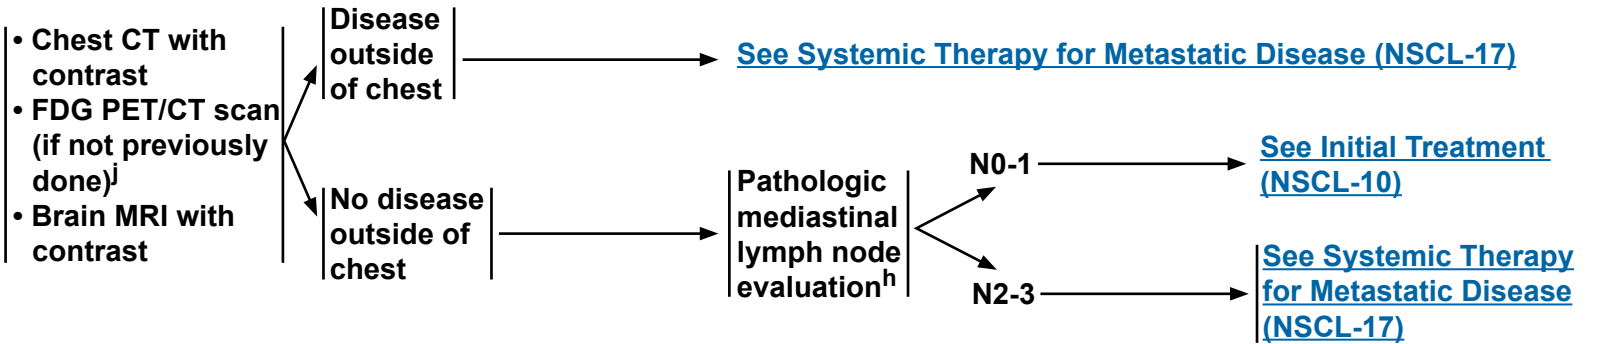 • Chest CT with
contrast
• FDG PET/CT scan
(if not previously
done)j
• Brain MRI with
contrast
Disease
outside
of chest
See Systemic Therapy for Metastatic Disease (NSCL-17)
No disease
outside of
chest
Pathologic
mediastinal
lymph node
evaluationh
N0-1
See Initial Treatment
(NSCL-10)
N2-3
See Systemic Therapy
for Metastatic Disease
(NSCL-17)